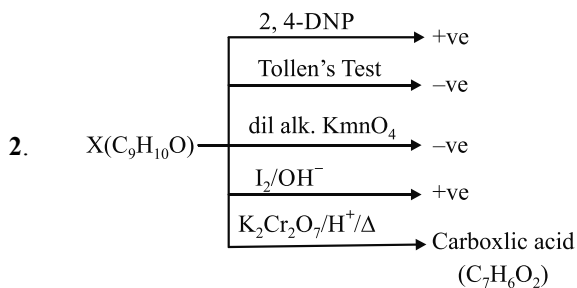 2, 4-DNP
+ve
Tollen's Test
–ve
2. X(C₉H₁₀O)
dil alk. KmnO₄
–ve
I₂/OH⁻
+ve
K₂Cr₂O₇/H⁺/Δ
Carboxlic acid
(C₇H₆O₂)